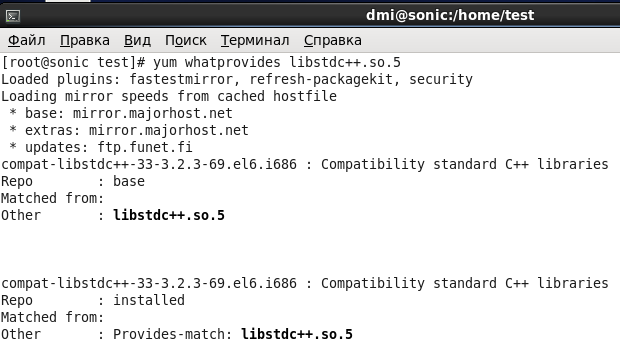 dmi@sonic:/home/test
Файл Правка Вид Поиск Терминал Справка
[root@sonic test]# yum whatprovides libstdc++.so.5
Loaded plugins: fastestmirror, refresh-packagekit, security
Loading mirror speeds from cached hostfile
 * base: mirror.majorhost.net
 * extras: mirror.majorhost.net
 * updates: ftp.funet.fi
compat-libstdc++-33-3.2.3-69.el6.i686 : Compatibility standard C++ libraries
Repo        : base
Matched from:
Other       : libstdc++.so.5
compat-libstdc++-33-3.2.3-69.el6.i686 : Compatibility standard C++ libraries
Repo        : installed
Matched from:
Other       : Provides-match: libstdc++.so.5